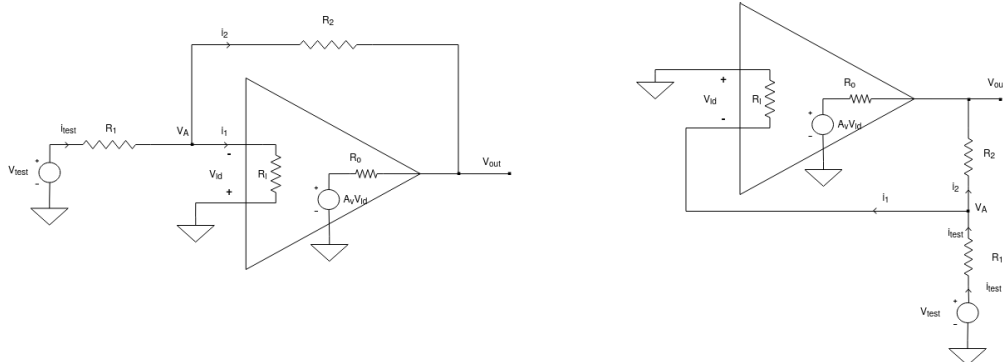 R2
i2
itest
R1
VA
i1
-
+
Vtest
-
Vid
RI
+
Ro
+
AvVid
-
Vout
+
Vid
-
RI
Ro
+
AvVid
-
Vou
R2
i2
i1
VA
itest
R1
itest
+
Vtest
-